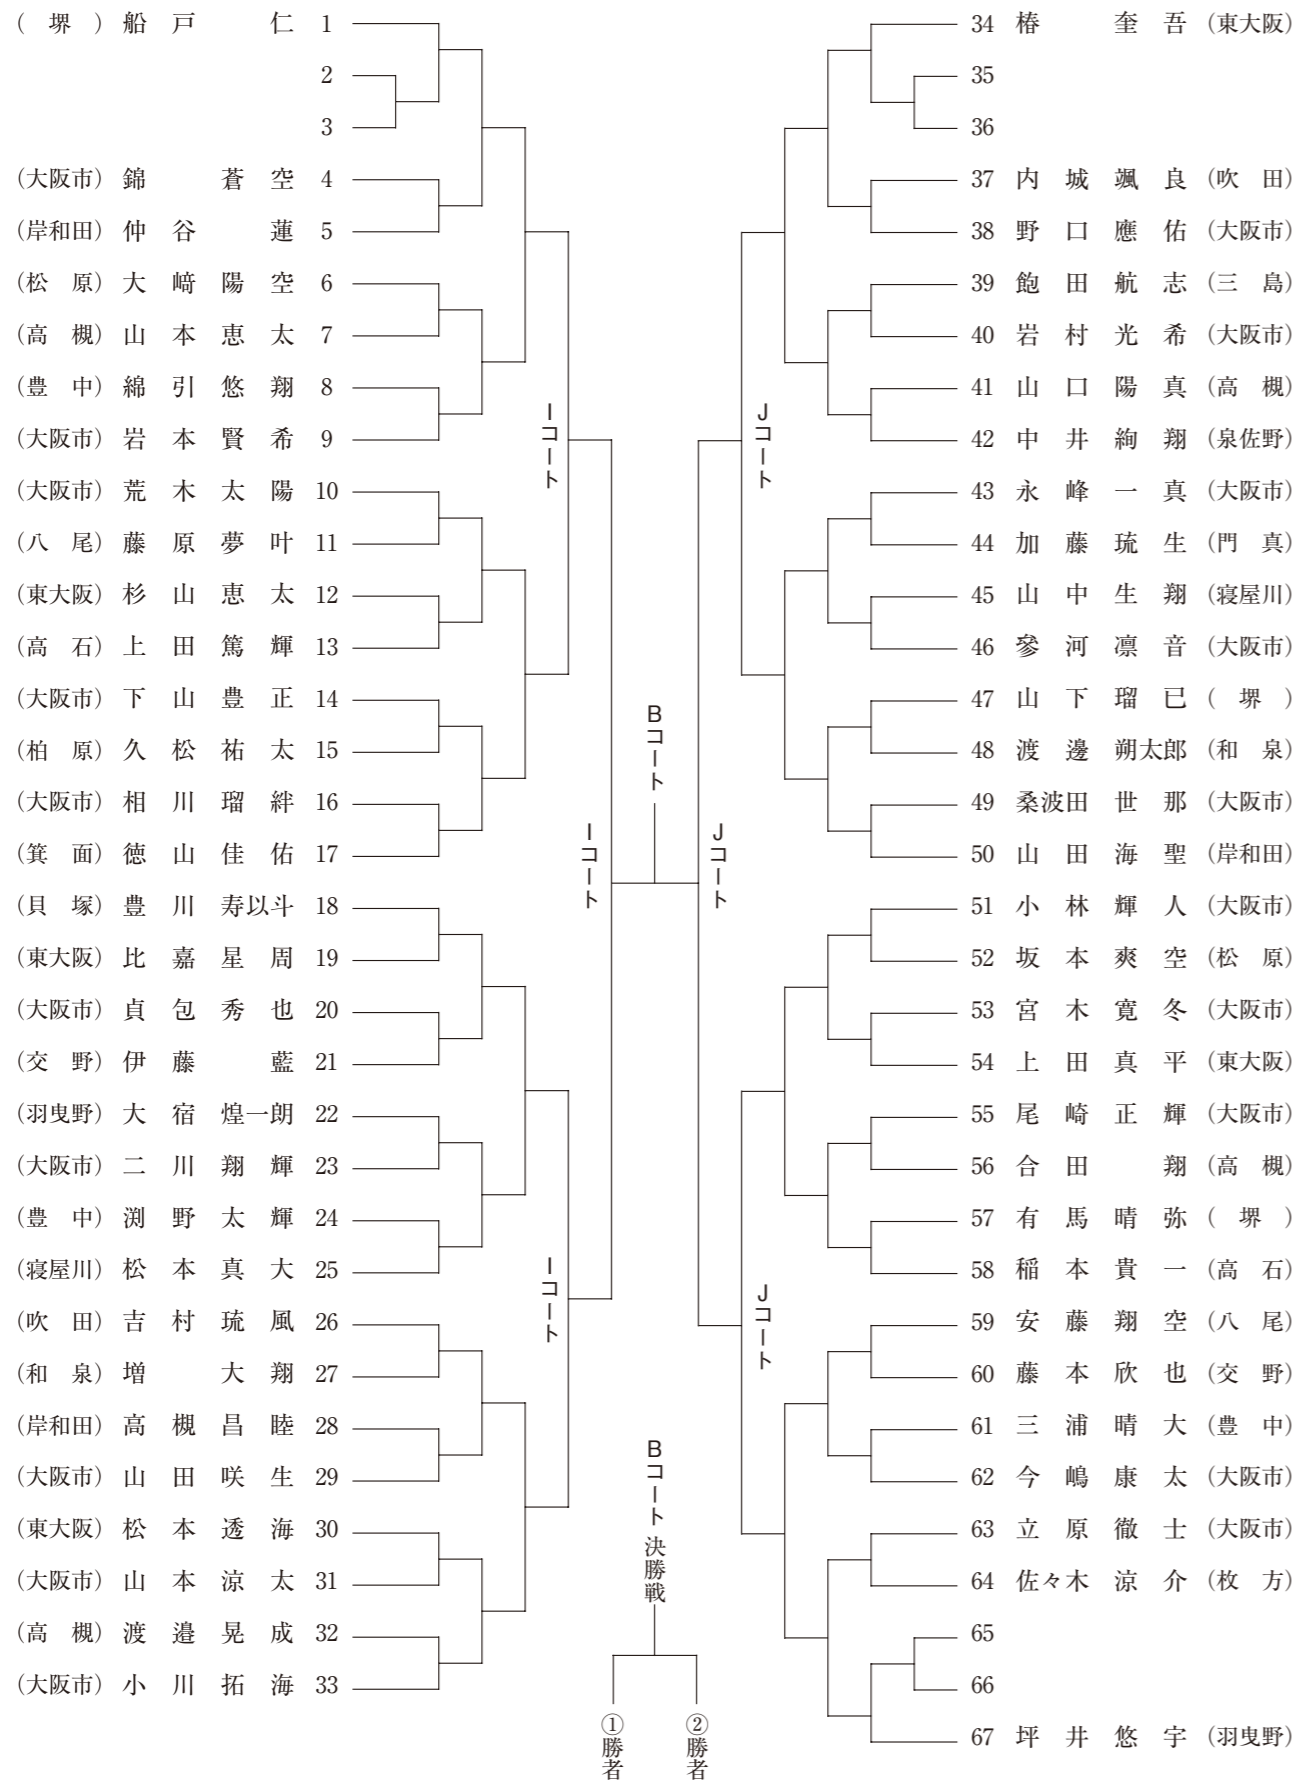 (堺) 船戸 仁 1
2
3
(大阪市) 錦 蒼空 4
(岸和田) 仲谷 蓮 5
(松原) 大﨑陽空 6
(高槻) 山本恵太 7
(豊中) 綿引悠翔 8
(大阪市) 岩本賢希 9
(大阪市) 荒木太陽 10
(八尾) 藤原夢叶 11
(東大阪) 杉山恵太 12
(高石) 上田篤輝 13
(大阪市) 下山豊正 14
(柏原) 久松祐太 15
(大阪市) 相川瑠絆 16
(箕面) 徳山佳佑 17
(貝塚) 豊川寿以斗 18
(東大阪) 比嘉星周 19
(大阪市) 貞包秀也 20
(交野) 伊藤 藍 21
(羽曳野) 大宿煌一朗 22
(大阪市) 二川翔輝 23
(豊中) 渕野太輝 24
(寝屋川) 松本真大 25
(吹田) 吉村琉風 26
(和泉) 増 大翔 27
(岸和田) 高槻昌睦 28
(大阪市) 山田咲生 29
(東大阪) 松本透海 30
(大阪市) 山本涼太 31
(高槻) 渡邉晃成 32
(大阪市) 小川拓海 33
Iコート
Iコート
Iコート
Bコート
Bコート 決勝戦
①勝者
②勝者
Jコート
Jコート
Jコート
34 椿 奎吾 (東大阪)
35
36
37 内城颯良 (吹田)
38 野口應佑 (大阪市)
39 飽田航志 (三島)
40 岩村光希 (大阪市)
41 山口陽真 (高槻)
42 中井絢翔 (泉佐野)
43 永峰一真 (大阪市)
44 加藤琉生 (門真)
45 山中生翔 (寝屋川)
46 參河凛音 (大阪市)
47 山下瑠已 (堺)
48 渡邊朔太郎 (和泉)
49 桑波田世那 (大阪市)
50 山田海聖 (岸和田)
51 小林輝人 (大阪市)
52 坂本爽空 (松原)
53 宮木寛冬 (大阪市)
54 上田真平 (東大阪)
55 尾崎正輝 (大阪市)
56 合田 翔 (高槻)
57 有馬晴弥 (堺)
58 稲本貴一 (高石)
59 安藤翔空 (八尾)
60 藤本欣也 (交野)
61 三浦晴大 (豊中)
62 今嶋康太 (大阪市)
63 立原徹士 (大阪市)
64 佐々木涼介 (枚方)
65
66
67 坪井悠宇 (羽曳野)